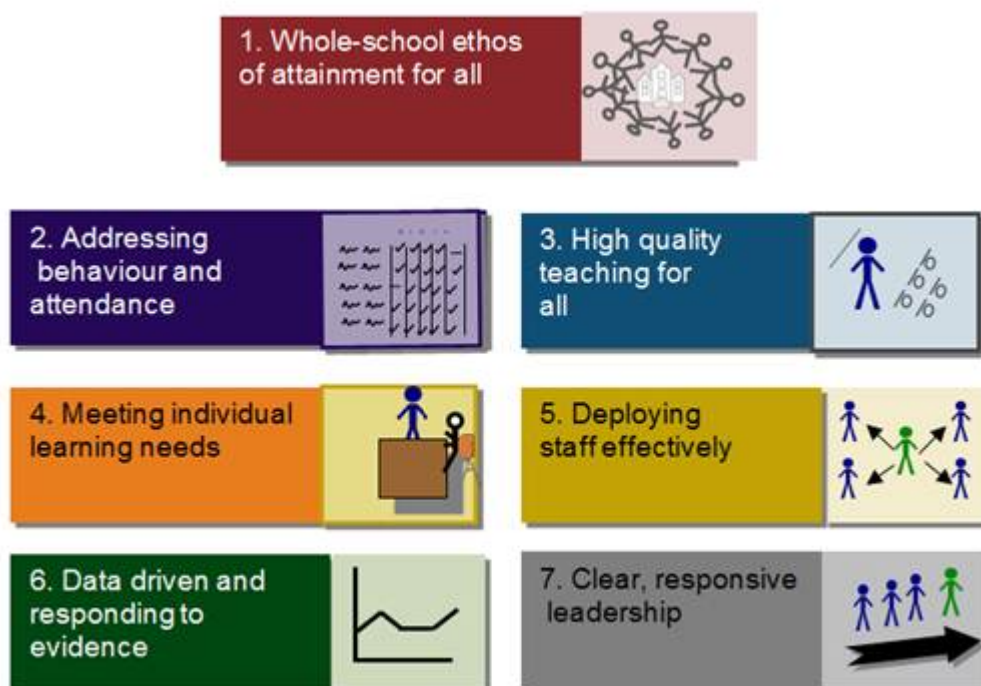 1. Whole-school ethos
of attainment for all
2. Addressing
behaviour and
attendance
3. High quality
teaching for
all
4. Meeting individual
learning needs
5. Deploying
staff effectively
6. Data driven and
responding to
evidence
7. Clear, responsive
leadership